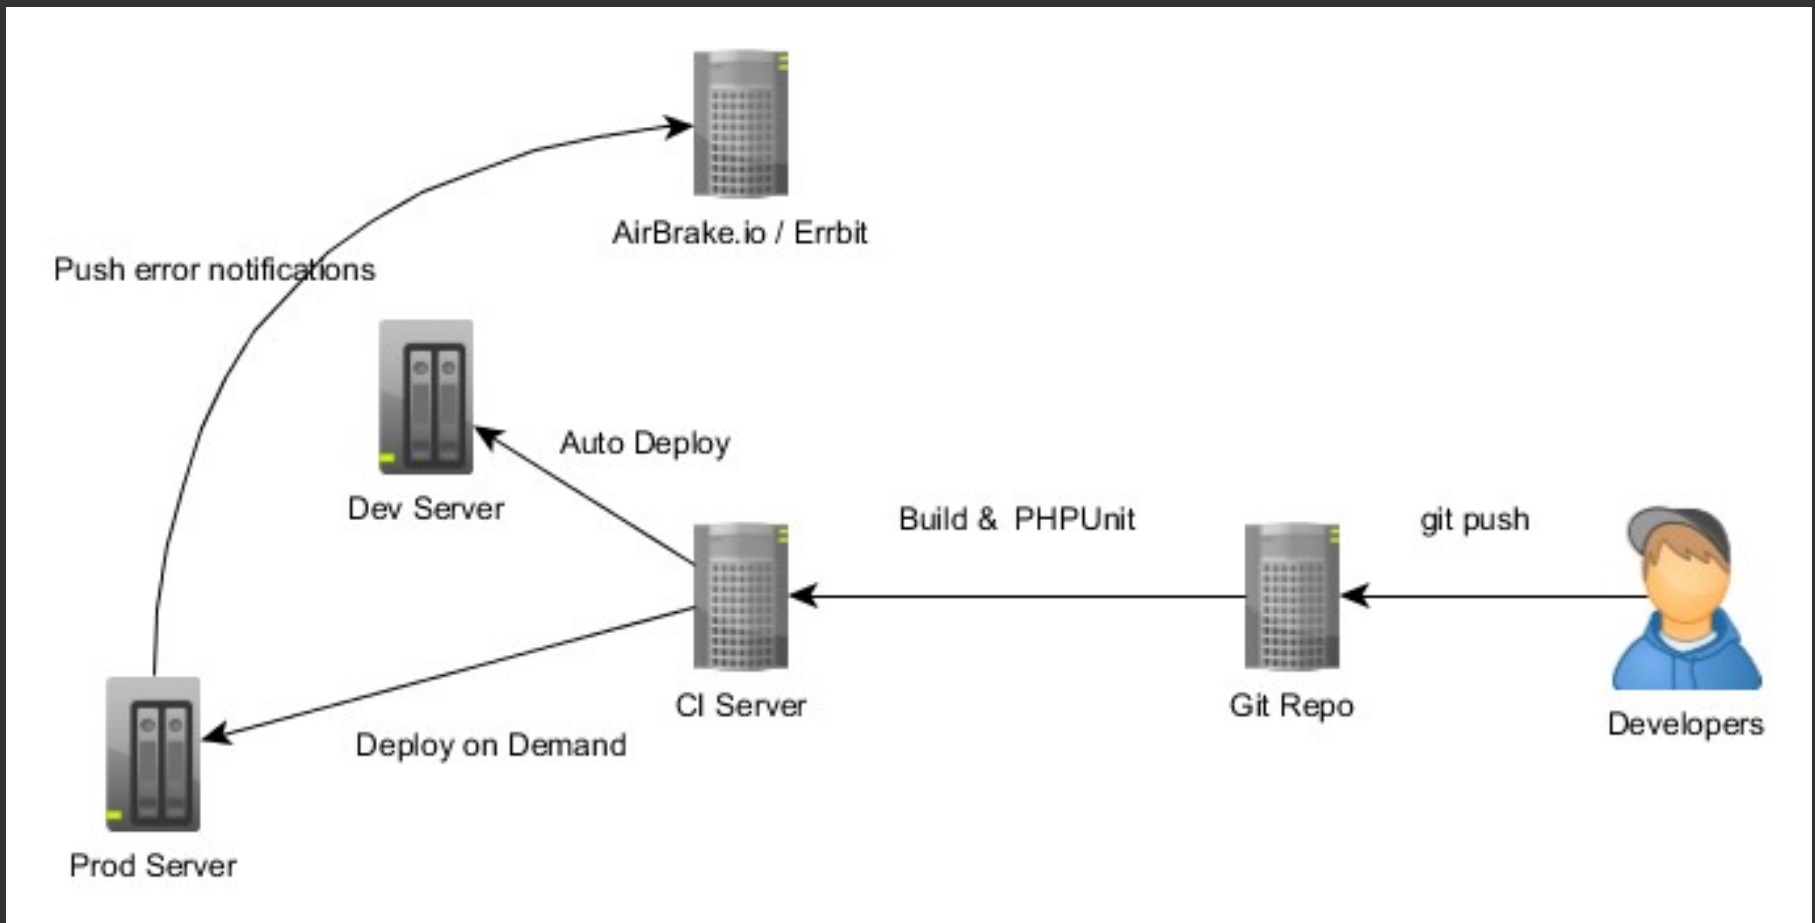 AirBrake.io / Errbit
Push error notifications
Auto Deploy
Dev Server
Build & PHPUnit
git push
CI Server
Git Repo
Developers
Deploy on Demand
Prod Server